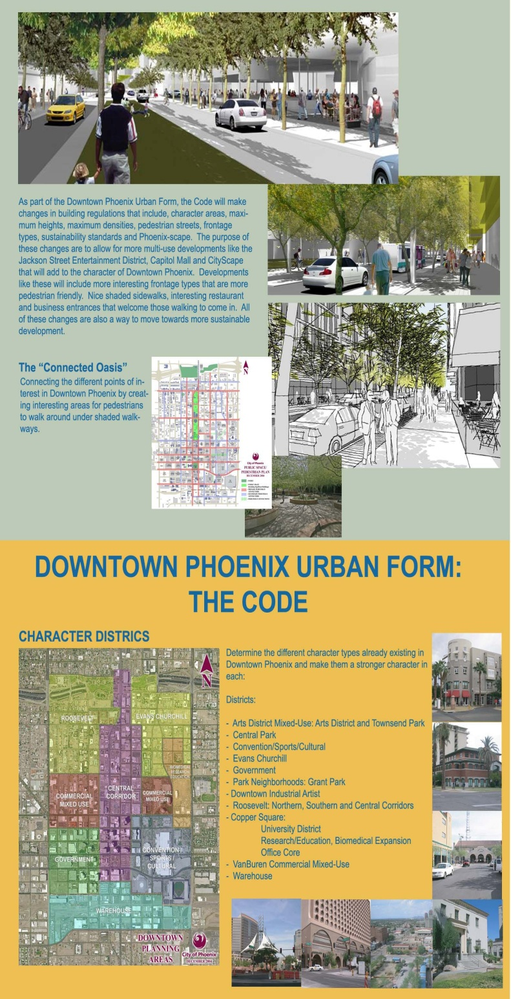 As part of the Downtown Phoenix Urban Form, the Code will make
changes in building regulations that include, character areas, maxi-
mum heights, maximum densities, pedestrian streets, frontage
types, sustainability standards and Phoenix-scape. The purpose of
these changes are to allow for more multi-use developments like the
Jackson Street Entertainment District, Capitol Mall and CityScape
that will add to the character of Downtown Phoenix. Developments
like these will include more interesting frontage types that are more
pedestrian friendly. Nice shaded sidewalks, interesting restaurant
and business entrances that welcome those walking to come in. All
of these changes are also a way to move towards more sustainable
development.
The “Connected Oasis”
Connecting the different points of in-
terest in Downtown Phoenix by creat-
ing interesting areas for pedestrians
to walk around under shaded walk-
ways.
N
City of Phoenix
PUBLIC SPACE/
PEDESTRIAN PLAN
DECEMBER 2004
DOWNTOWN PHOENIX URBAN FORM:
THE CODE
CHARACTER DISTRICS
N
ROOSEVELT
EVANS CHURCHILL
BIOMEDICAL
RESEARCH
EDUCATION
COMMERCIAL
MIXED USE
CENTRAL
CORRIDOR
COMMERCIAL
MIXED USE
GOVERNMENT
CONVENTION /
SPORTS /
CULTURAL
WAREHOUSE
DOWNTOWN
PLANNING
AREAS
City of Phoenix
DECEMBER 2004
Determine the different character types already existing in
Downtown Phoenix and make them a stronger character in
each:
Districts:
- Arts District Mixed-Use: Arts District and Townsend Park
- Central Park
- Convention/Sports/Cultural
- Evans Churchill
- Government
- Park Neighborhoods: Grant Park
- Downtown Industrial Artist
- Roosevelt: Northern, Southern and Central Corridors
- Copper Square:
University District
Research/Education, Biomedical Expansion
Office Core
- VanBuren Commercial Mixed-Use
- Warehouse